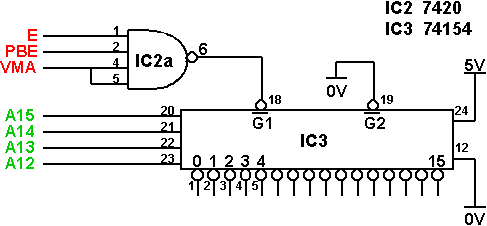 IC2 7420
IC3 74154
E 1
PBE 2 IC2a 6
VMA 4
5
5V
0V
18 19
24
A15 20 G1 G2
A14 21
A13 22 IC3
A12 23 12
0 1 2 3 4 15
1 2 3 4 5
0V